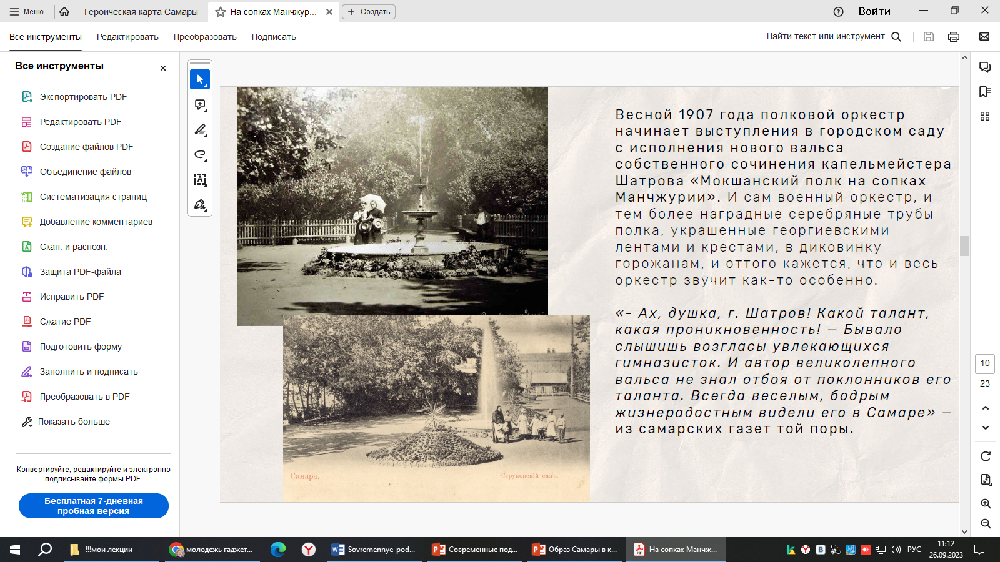 Меню
Героическая карта Самары
На сопках Манчжур...
Создать
Войти
Все инструменты
Редактировать
Преобразовать
Подписать
Найти текст или инструмент
Все инструменты
Экспортировать PDF
Редактировать PDF
Создание файлов PDF
Объединение файлов
Систематизация страниц
Добавление комментариев
Скан. и распозн.
Защита PDF-файла
Исправить PDF
Сжатие PDF
Подготовить форму
Заполнить и подписать
Преобразовать в PDF
Показать больше
Конвертируйте, редактируйте и электронно
подписывайте формы PDF.
Бесплатная 7-дневная
пробная версия
Весной 1907 года полковой оркестр
начинает выступления в городском саду
с исполнения нового вальса
собственного сочинения капельмейстера
Шатрова «Мокшанский полк на сопках
Манчжурии». И сам военный оркестр, и
тем более наградные серебряные трубы
полка, украшенные георгиевскими
лентами и крестами, в диковинку
горожанам, и оттого кажется, что и весь
оркестр звучит как-то особенно.
«- Ах, душка, г. Шатров! Какой талант,
какая проникновенность! – Бывало
слышишь возгласы увлекающихся
гимназисток. И автор великолепного
вальса не знал отбоя от поклонников его
таланта. Всегда веселым, бодрым
жизнерадостным видели его в Самаре» –
из самарских газет той поры.
Самара.
Струковскій садъ.
10
23
!!!мои лекции
молодежь гаджет...
Sovremennye_pod...
Современные под...
Образ Самары в к...
На сопках Манчж...
РУС
11:12
26.09.2023